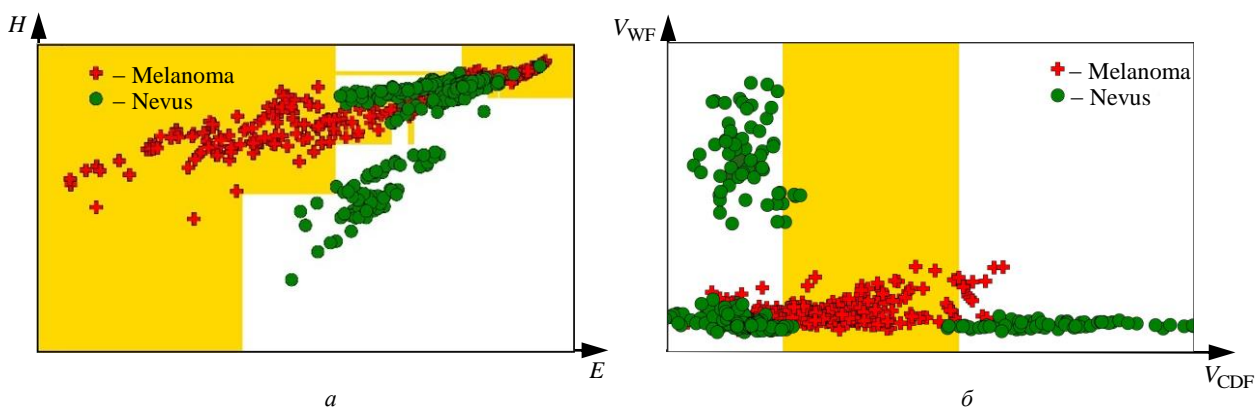 H
– Melanoma
– Nevus
E
а
V_WF
– Melanoma
– Nevus
V_CDF
б